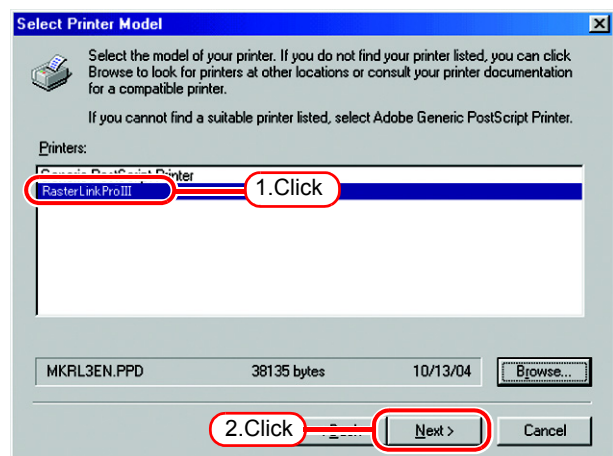 Select Printer Model
Select the model of your printer. If you do not find your printer listed, you can click
Browse to look for printers at other locations or consult your printer documentation
for a compatible printer.
If you cannot find a suitable printer listed, select Adobe Generic PostScript Printer.
Printers:
Generic PostScript Printer
RasterLinkProIII
1.Click
MKRL3EN.PPD 38135 bytes 10/13/04 Browse...
2.Click Next > Cancel